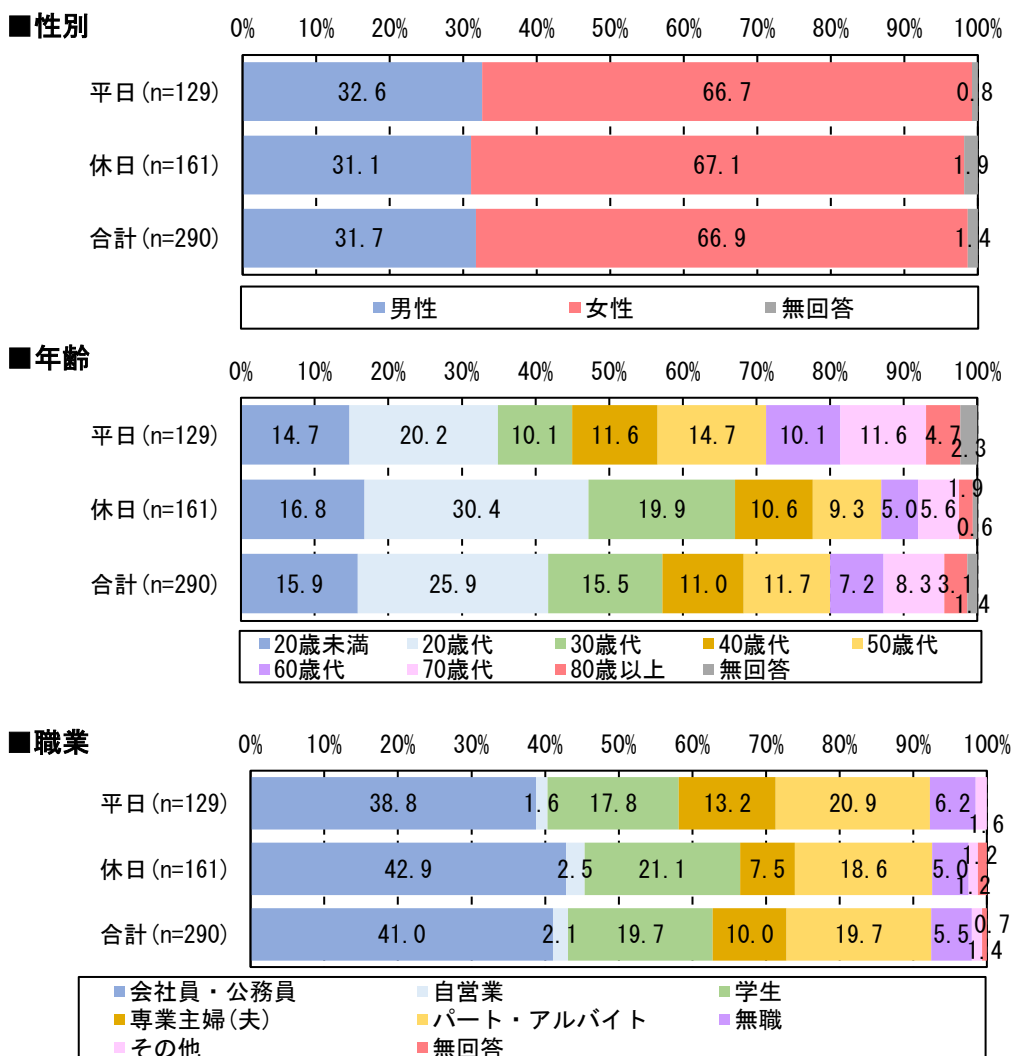 ■性別
0% 10% 20% 30% 40% 50% 60% 70% 80% 90% 100%
平日(n=129) 32.6 66.7 0.8
休日(n=161) 31.1 67.1 1.9
合計(n=290) 31.7 66.9 1.4
男性 女性 無回答
■年齢
0% 10% 20% 30% 40% 50% 60% 70% 80% 90% 100%
平日(n=129) 14.7 20.2 10.1 11.6 14.7 10.1 11.6 4.7 2.3
休日(n=161) 16.8 30.4 19.9 10.6 9.3 5.0 5.6 1.9 0.6
合計(n=290) 15.9 25.9 15.5 11.0 11.7 7.2 8.3 3.1 1.4
20歳未満 20歳代 30歳代 40歳代 50歳代
60歳代 70歳代 80歳以上 無回答
■職業
0% 10% 20% 30% 40% 50% 60% 70% 80% 90% 100%
平日(n=129) 38.8 1.6 17.8 13.2 20.9 6.2 1.6
休日(n=161) 42.9 2.5 21.1 7.5 18.6 5.0 1.2 1.2
合計(n=290) 41.0 2.1 19.7 10.0 19.7 5.5 1.4 0.7
会社員・公務員 自営業 学生
専業主婦(夫) パート・アルバイト 無職
その他 無回答